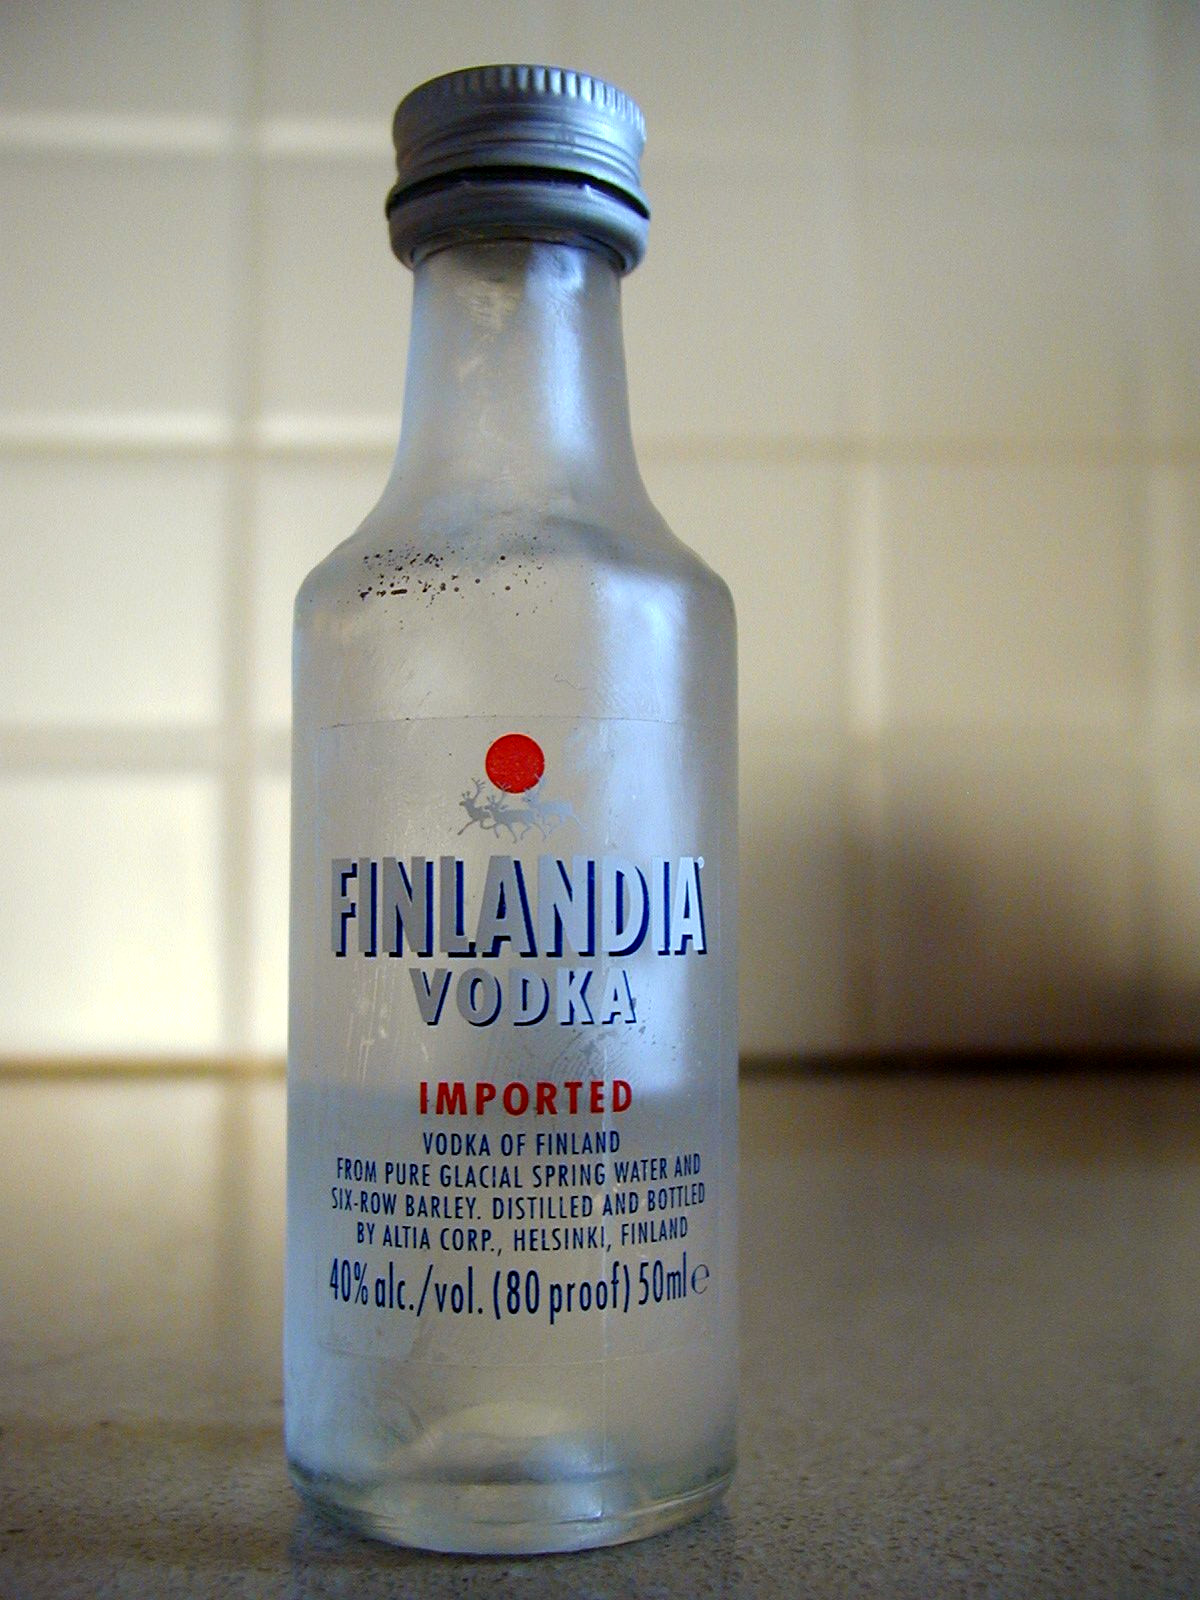 FINLANDIA®
VODKA
IMPORTED
VODKA OF FINLAND
FROM PURE GLACIAL SPRING WATER AND
SIX-ROW BARLEY. DISTILLED AND BOTTLED
BY ALTIA CORP., HELSINKI, FINLAND
40% alc./vol. (80 proof) 50ml ℮